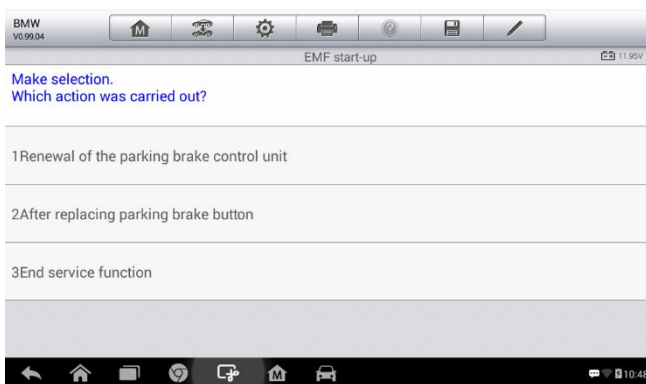 BMW
V0.99.04
M
EMF start-up
11.95V
Make selection.
Which action was carried out?
1Renewal of the parking brake control unit
2After replacing parking brake button
3End service function
M
10:48